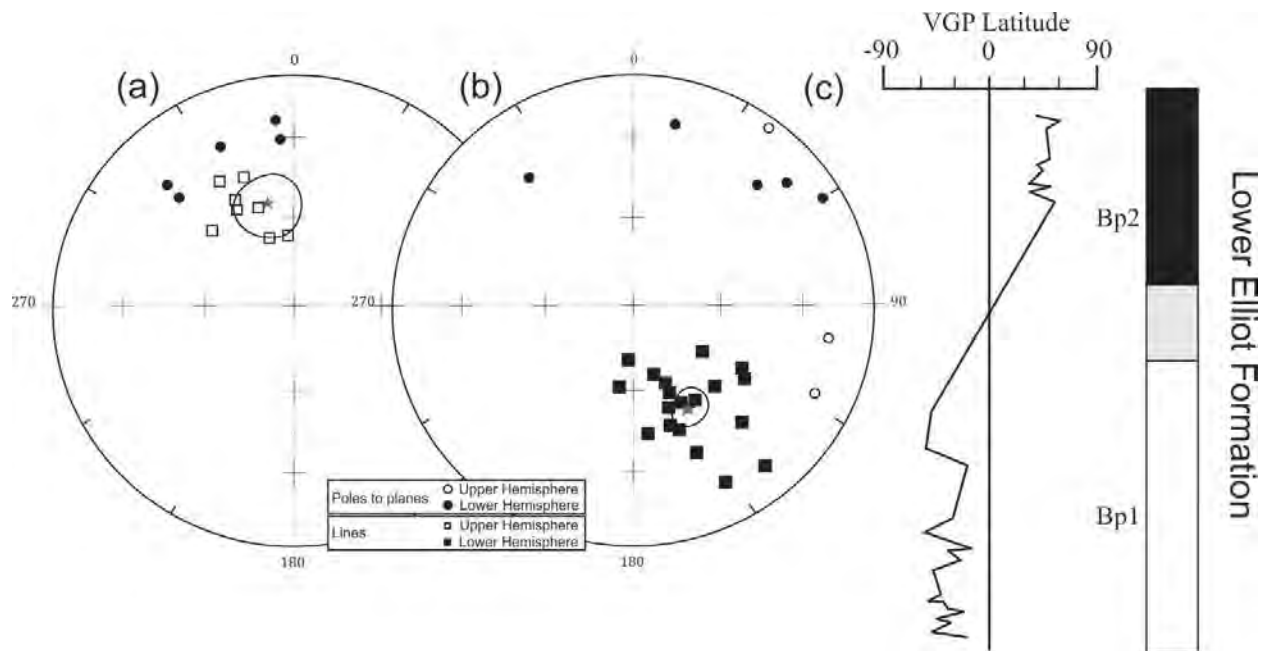 VGP Latitude
-90 0 90
(a) (b) (c)
0 0
270 270 90
180 180
Poles to planes
Upper Hemisphere
Lower Hemisphere
Lines
Upper Hemisphere
Lower Hemisphere
Bp2
Bp1
Lower Elliot Formation